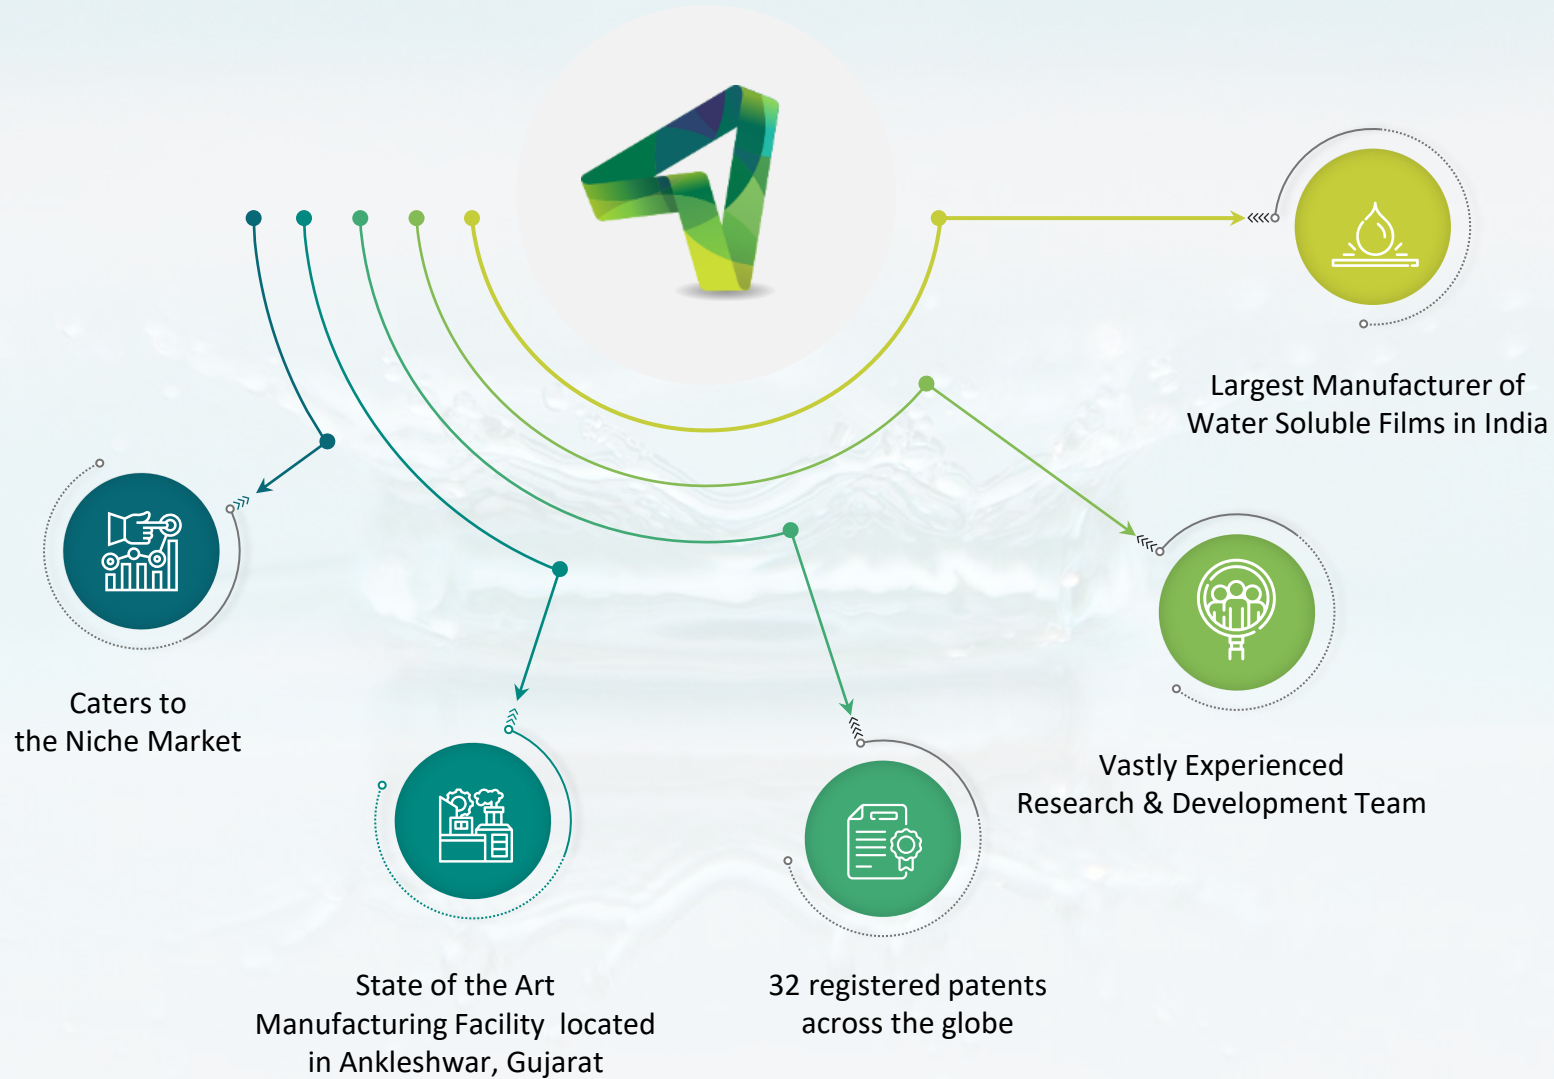 Largest Manufacturer of
Water Soluble Films in India
Vastly Experienced
Research & Development Team
32 registered patents
across the globe
State of the Art
Manufacturing Facility  located
in Ankleshwar, Gujarat
Caters to
the Niche Market